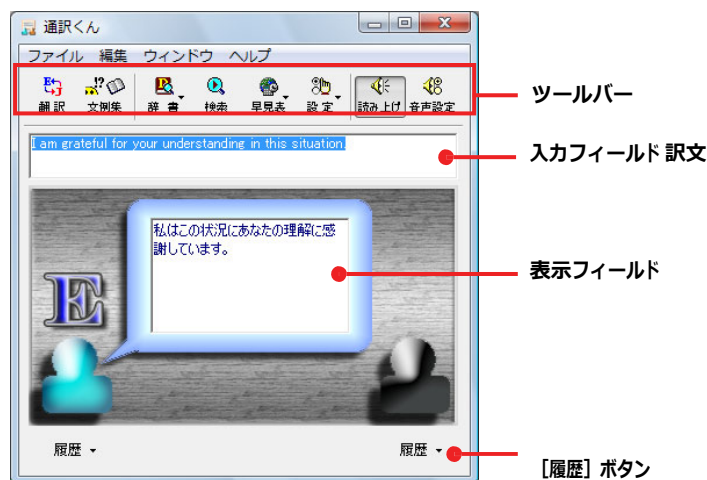 通訳くん
ファイル 編集 ウィンドウ ヘルプ
翻訳 文例集 辞書 検索 早見表 設定 読み上げ 音声設定
ツールバー
I am grateful for your understanding in this situation.
入力フィールド 訳文
私はこの状況にあなたの理解に感
謝しています。
表示フィールド
E
履歴 履歴
［履歴］ボタン